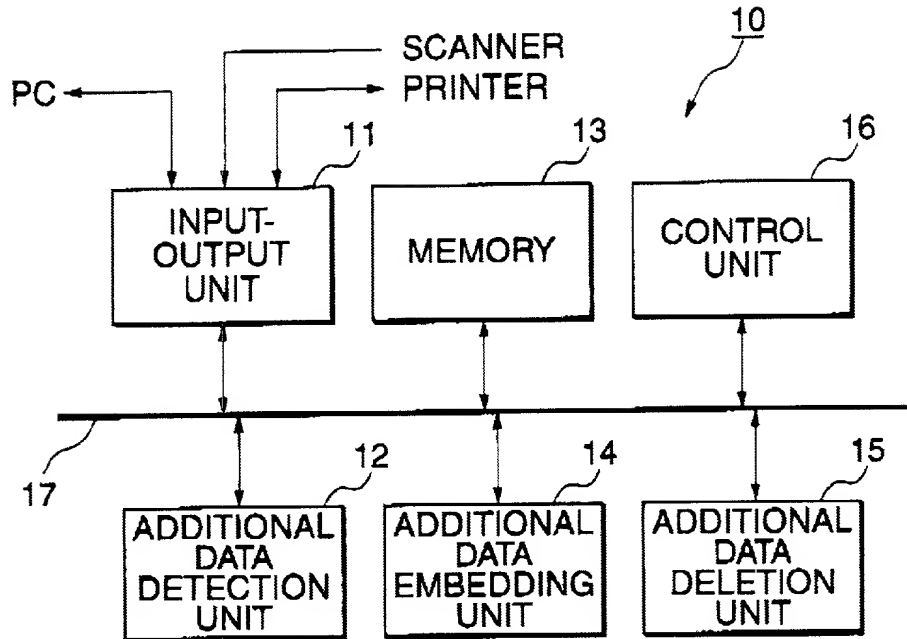 10
SCANNER
PC
PRINTER
11
13
16
INPUT-
OUTPUT
UNIT
MEMORY
CONTROL
UNIT
17
12
14
15
ADDITIONAL
DATA
DETECTION
UNIT
ADDITIONAL
DATA
EMBEDDING
UNIT
ADDITIONAL
DATA
DELETION
UNIT